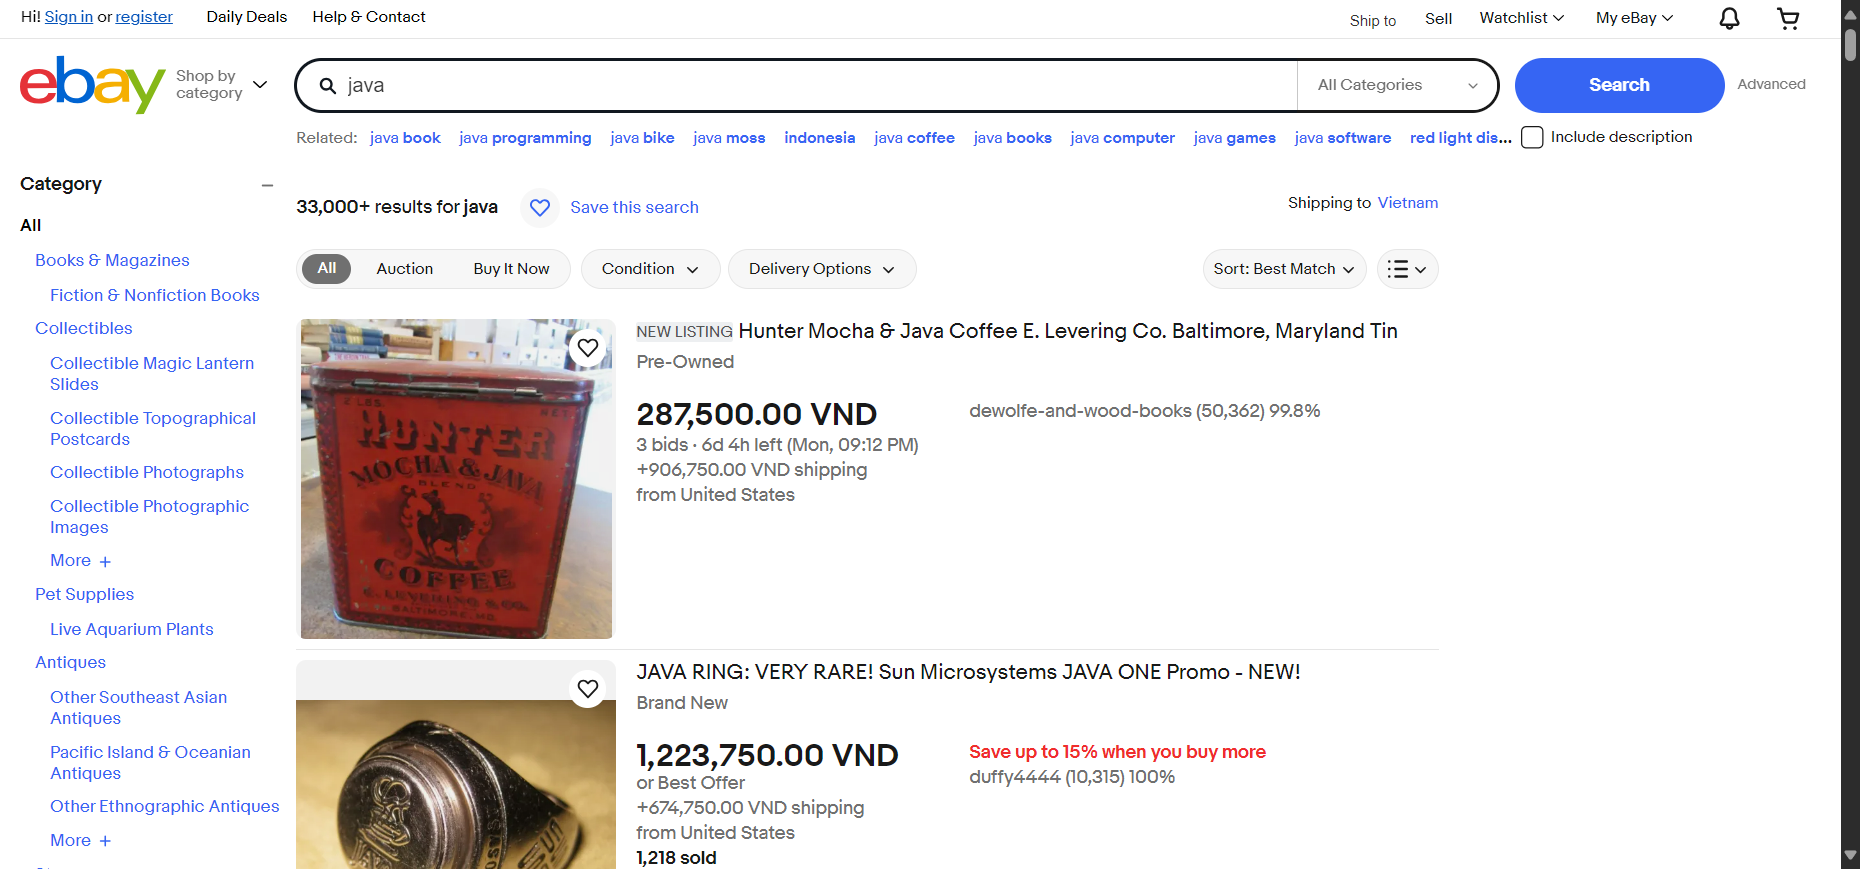 Hi! Sign in or register
Daily Deals
Help & Contact
Ship to
Sell
Watchlist
My eBay
ebay
Shop by category
java
All Categories
Search
Advanced
Related: java book java programming java bike java moss indonesia java coffee java books java computer java games java software red light dis...
Include description
Category
All
Books & Magazines
Fiction & Nonfiction Books
Collectibles
Collectible Magic Lantern
Slides
Collectible Topographical
Postcards
Collectible Photographs
Collectible Photographic
Images
More +
Pet Supplies
Live Aquarium Plants
Antiques
Other Southeast Asian
Antiques
Pacific Island & Oceanian
Antiques
Other Ethnographic Antiques
More +
33,000+ results for java
Save this search
Shipping to Vietnam
All
Auction
Buy It Now
Condition
Delivery Options
Sort: Best Match
2 LBS. NET
HUNTER
MOCHA & JAVA
BLEND
COFFEE
E. LEVERING & CO.
BALTIMORE, MD.
NEW LISTING Hunter Mocha & Java Coffee E. Levering Co. Baltimore, Maryland Tin
Pre-Owned
287,500.00 VND
3 bids · 6d 4h left (Mon, 09:12 PM)
+906,750.00 VND shipping
from United States
dewolfe-and-wood-books (50,362) 99.8%
SUN
JAVA RING: VERY RARE! Sun Microsystems JAVA ONE Promo - NEW!
Brand New
1,223,750.00 VND
or Best Offer
+674,750.00 VND shipping
from United States
1,218 sold
Save up to 15% when you buy more
duffy4444 (10,315) 100%